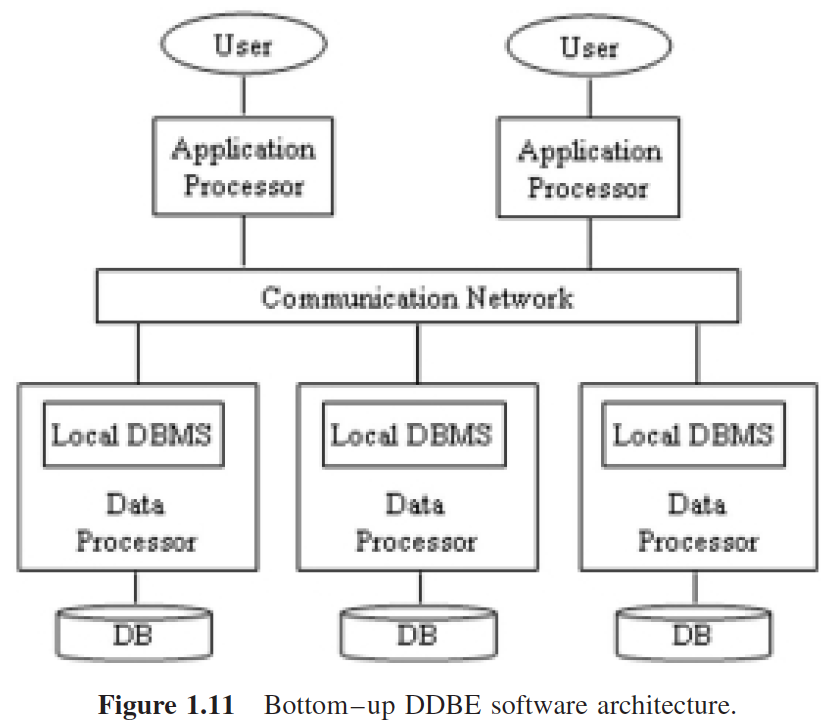 User
User
Application
Processor
Application
Processor
Communication Network
Local DBMS
Local DBMS
Local DBMS
Data
Processor
Data
Processor
Data
Processor
DB
DB
DB
Figure 1.11 Bottom–up DDBE software architecture.